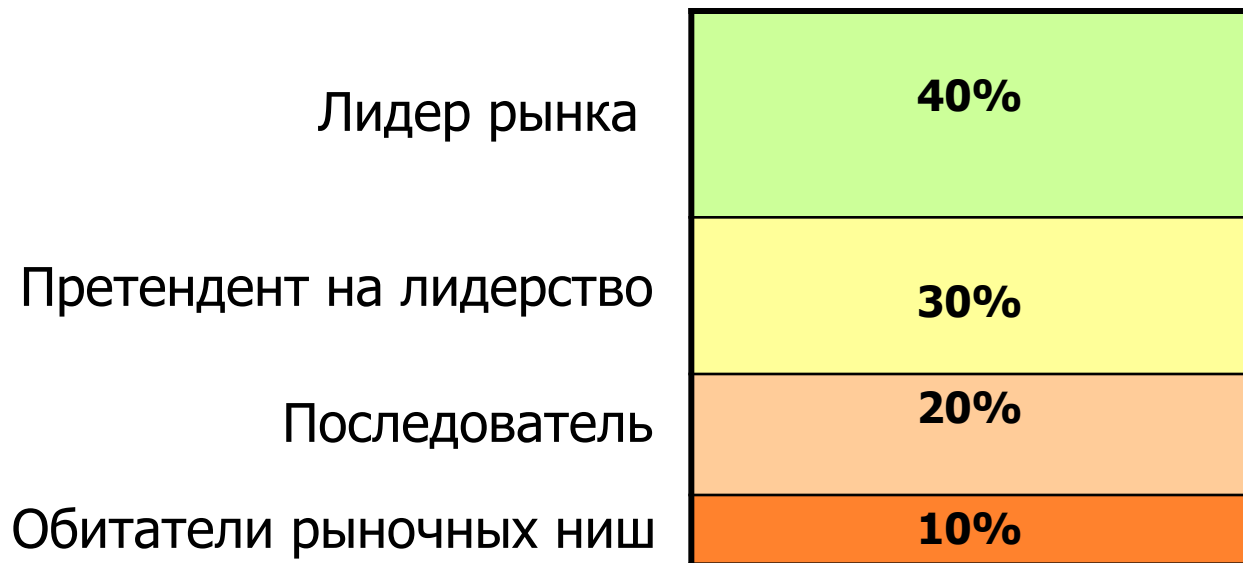 Лидер рынка 40%
Претендент на лидерство 30%
Последователь 20%
Обитатели рыночных ниш 10%